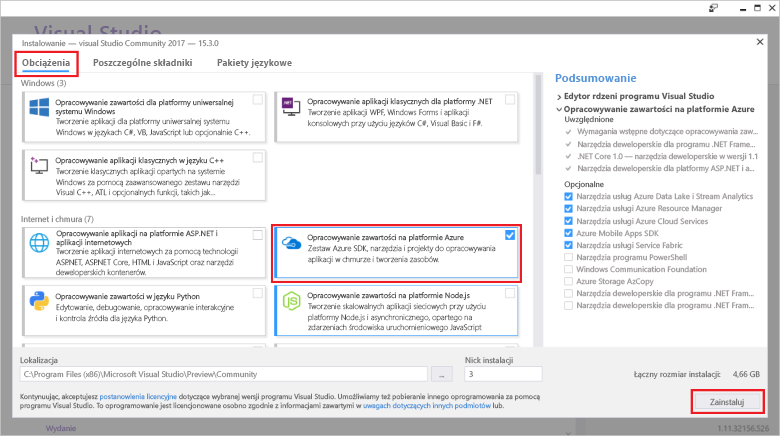 Visual Studio
Instalowanie — visual Studio Community 2017 — 15.3.0
Obciążenia
Poszczególne składniki
Pakiety językowe
Windows (3)
Opracowywanie zawartości dla platformy uniwersalnej
systemu Windows
Tworzenie aplikacji dla platformy uniwersalnej systemu
Windows w językach C#, VB, JavaScript lub opcjonalnie C++.
Opracowywanie aplikacji klasycznych dla platformy .NET
Tworzenie aplikacji WPF, Windows Forms i aplikacji
konsolowych przy użyciu języków C#, Visual Basic i F#.
Opracowywanie aplikacji klasycznych w języku C++
Tworzenie klasycznych aplikacji opartych na systemie
Windows za pomocą zaawansowanego zestawu narzędzi
Visual C++, ATL i opcjonalnych funkcji, takich jak...
Internet i chmura (7)
Opracowywanie aplikacji na platformie ASP.NET i
aplikacji internetowych
Tworzenie aplikacji internetowych za pomocą technologii
ASPNET, ASPNET Core, HTML i JavaScript oraz narzędzi
deweloperskich kontenerów.
Opracowywanie zawartości na platformie Azure
Zestaw Azure SDK, narzędzia i projekty do opracowywania
aplikacji w chmurze i tworzenia zasobów.
Opracowywanie zawartości w języku Python
Edytowanie, debugowanie, opracowywanie interakcyjne
i kontrola źródła dla języka Python.
Opracowywanie zawartości na platformie Node.js
Tworzenie skalowalnych aplikacji sieciowych przy użyciu
platformy Node.js i asynchronicznego, opartego na
zdarzeniach środowiska uruchomieniowego JavaScript
Podsumowanie
Edytor rdzeni programu Visual Studio
Opracowywanie zawartości na platformie Azure
Uwzględnione
Wymagania wstępne dotyczące opracowywania zaw...
Narzędzia deweloperskie dla programu .NET Frame...
.NET Core 1.0 — narzędzia deweloperskie w wersji 1.1
Narzędzia deweloperskie dla platformy ASP.NET i a...
Opcjonalne
Narzędzia usług Azure Data Lake i Stream Analytics
Narzędzia usługi Azure Resource Manager
Narzędzia usługi Azure Cloud Services
Azure Mobile Apps SDK
Narzędzia usługi Service Fabric
Narzędzia programu PowerShell
Windows Communication Foundation
Azure Storage AzCopy
Narzędzia deweloperskie dla programu .NET Fram...
Narzędzia deweloperskie dla programu .NET Fram...
Lokalizacja
C:\Program Files (x86)\Microsoft Visual Studio\Preview\Community
...
Nick instalacji
3
Łączny rozmiar instalacji: 4,66 GB
Kontynuując, akceptujesz postanowienia licencyjne dotyczące wybranej wersji programu Visual Studio. Umożliwiamy też pobieranie innego oprogramowania za pomocą
programu Visual Studio. To oprogramowanie jest licencjonowane osobno zgodnie z informacjami zawartymi w uwagach dotyczących innych podmiotów lub.
Zainstaluj
Wydanie
1.11.32156.526